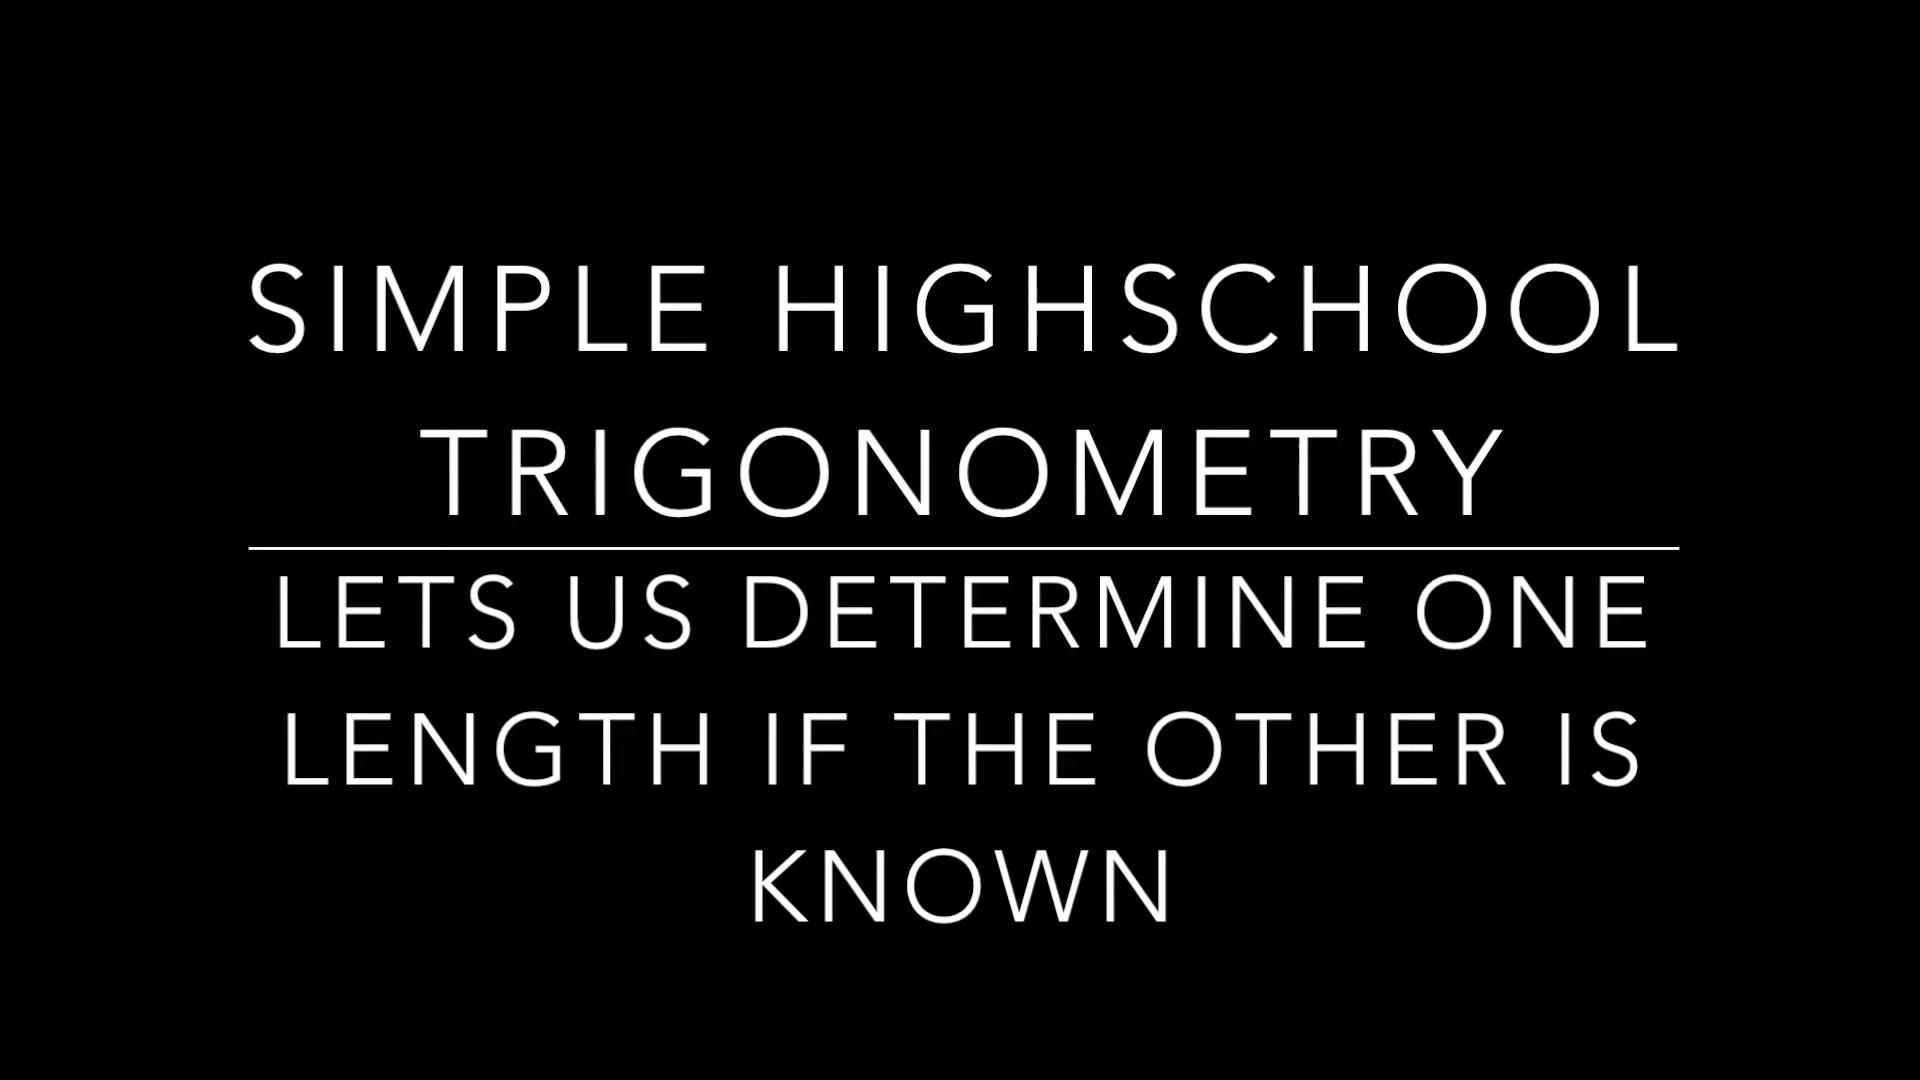 SIMPLE HIGHSCHOOL
TRIGONOMETRY
LETS US DETERMINE ONE
LENGTH IF THE OTHER IS
KNOWN